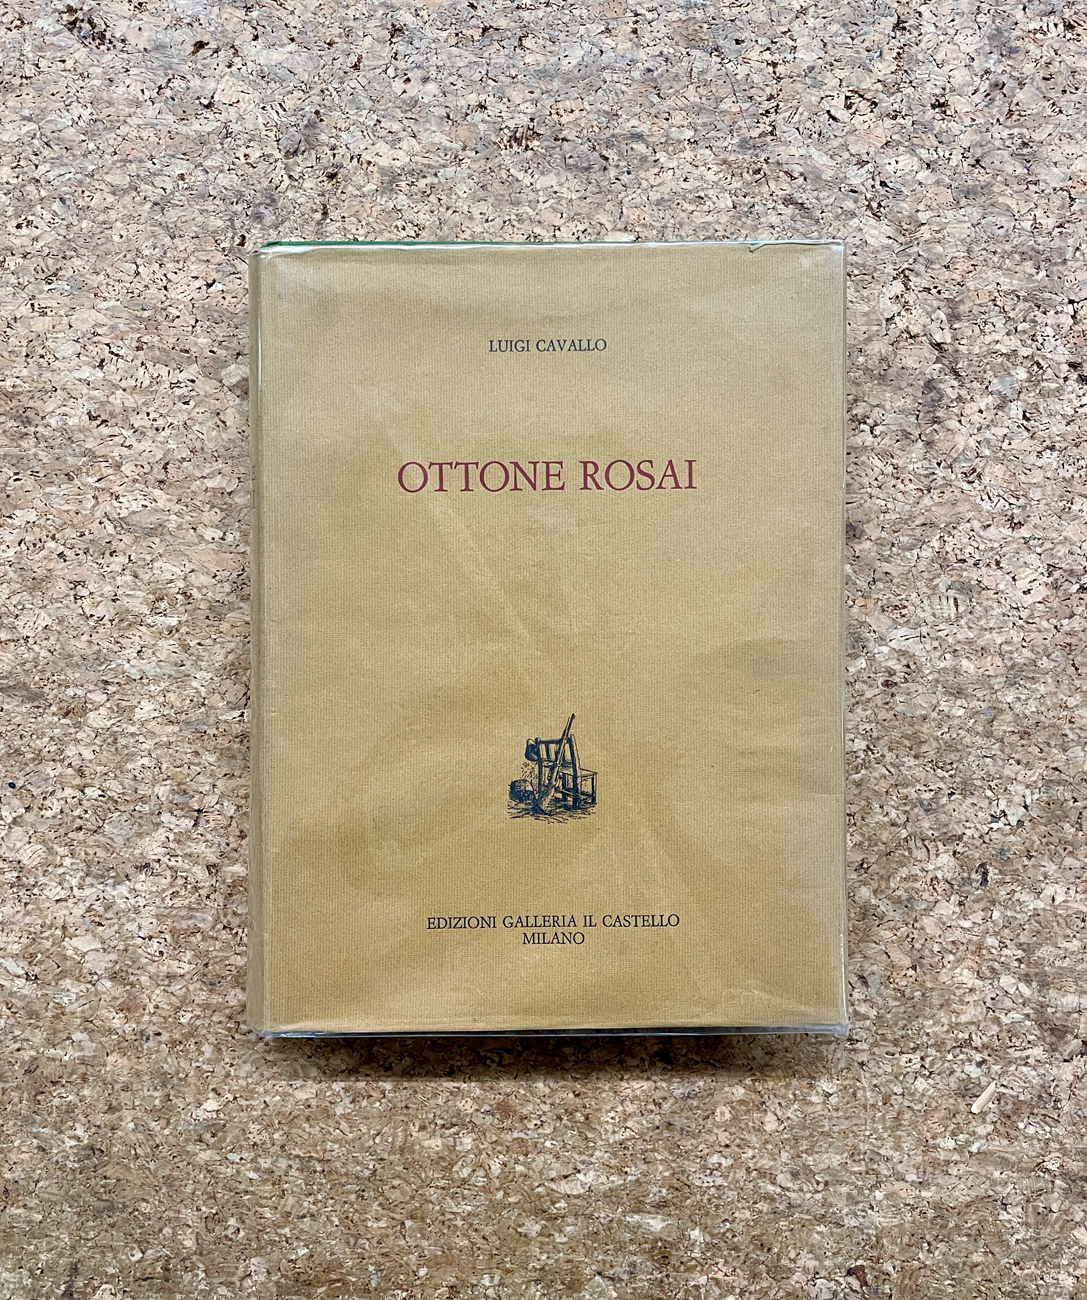 LUIGI CAVALLO
OTTONE ROSAI
EDIZIONI GALLERIA IL CASTELLO
MILANO